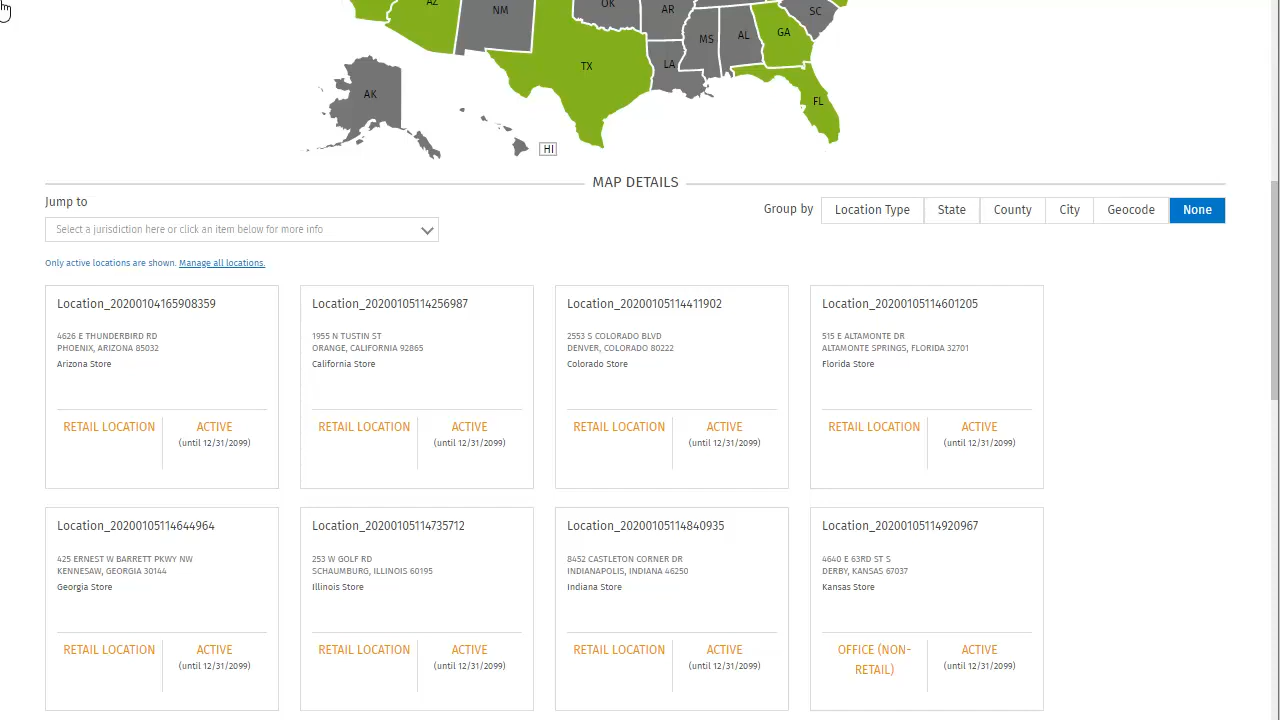 AZ
NM
OK
AR
SC
MS
AL
GA
TX
LA
AK
FL
HI
MAP DETAILS
Jump to
Group by
Location Type
State
County
City
Geocode
None
Select a jurisdiction here or click an item below for more info
Only active locations are shown. Manage all locations.
Location_20200104165908359
4626 E THUNDERBIRD RD
PHOENIX, ARIZONA 85032
Arizona Store
RETAIL LOCATION
ACTIVE
(until 12/31/2099)
Location_20200105114256987
1955 N TUSTIN ST
ORANGE, CALIFORNIA 92865
California Store
RETAIL LOCATION
ACTIVE
(until 12/31/2099)
Location_20200105114411902
2553 S COLORADO BLVD
DENVER, COLORADO 80222
Colorado Store
RETAIL LOCATION
ACTIVE
(until 12/31/2099)
Location_20200105114601205
515 E ALTAMONTE DR
ALTAMONTE SPRINGS, FLORIDA 32701
Florida Store
RETAIL LOCATION
ACTIVE
(until 12/31/2099)
Location_20200105114644964
425 ERNEST W BARRETT PKWY NW
KENNESAW, GEORGIA 30144
Georgia Store
RETAIL LOCATION
ACTIVE
(until 12/31/2099)
Location_20200105114735712
253 W GOLF RD
SCHAUMBURG, ILLINOIS 60195
Illinois Store
RETAIL LOCATION
ACTIVE
(until 12/31/2099)
Location_20200105114840935
8452 CASTLETON CORNER DR
INDIANAPOLIS, INDIANA 46250
Indiana Store
RETAIL LOCATION
ACTIVE
(until 12/31/2099)
Location_20200105114920967
4640 E 63RD ST S
DERBY, KANSAS 67037
Kansas Store
OFFICE (NON-
RETAIL)
ACTIVE
(until 12/31/2099)